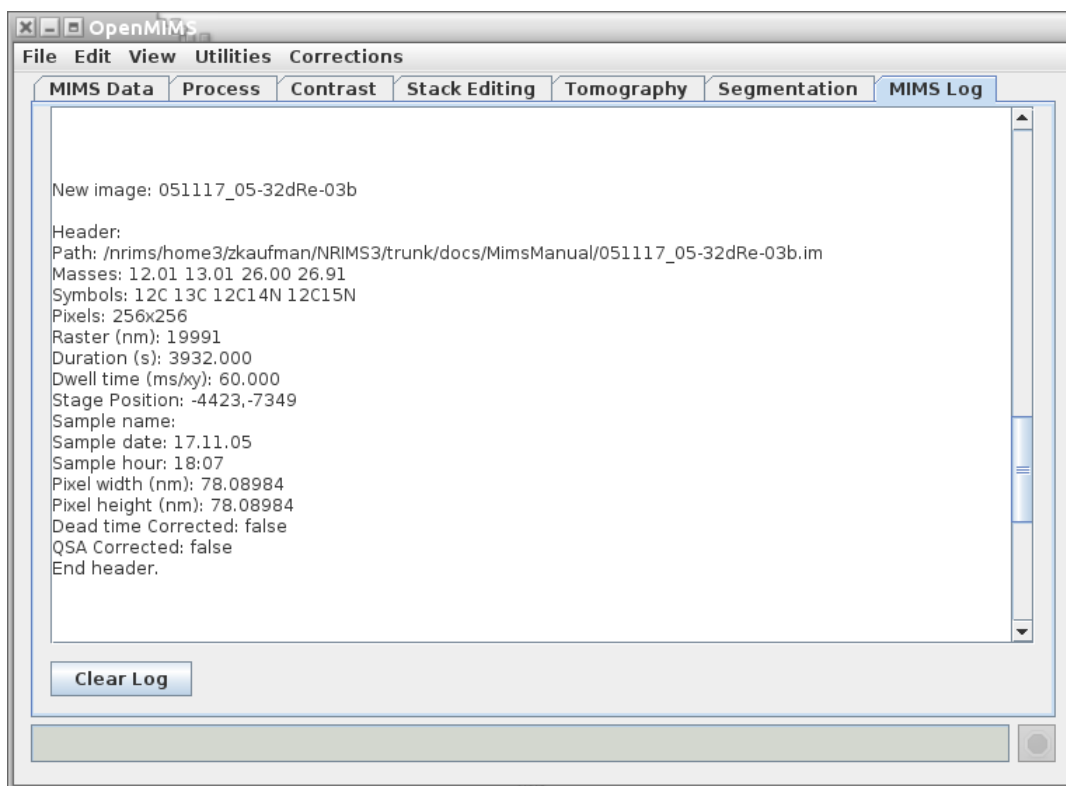 OpenMIMS
File Edit View Utilities Corrections
MIMS Data Process Contrast Stack Editing Tomography Segmentation MIMS Log
New image: 051117_05-32dRe-03b
Header:
Path: /nrims/home3/zkaufman/NRIMS3/trunk/docs/MimsManual/051117_05-32dRe-03b.im
Masses: 12.01 13.01 26.00 26.91
Symbols: 12C 13C 12C14N 12C15N
Pixels: 256x256
Raster (nm): 19991
Duration (s): 3932.000
Dwell time (ms/xy): 60.000
Stage Position: -4423,-7349
Sample name:
Sample date: 17.11.05
Sample hour: 18:07
Pixel width (nm): 78.08984
Pixel height (nm): 78.08984
Dead time Corrected: false
QSA Corrected: false
End header.
Clear Log